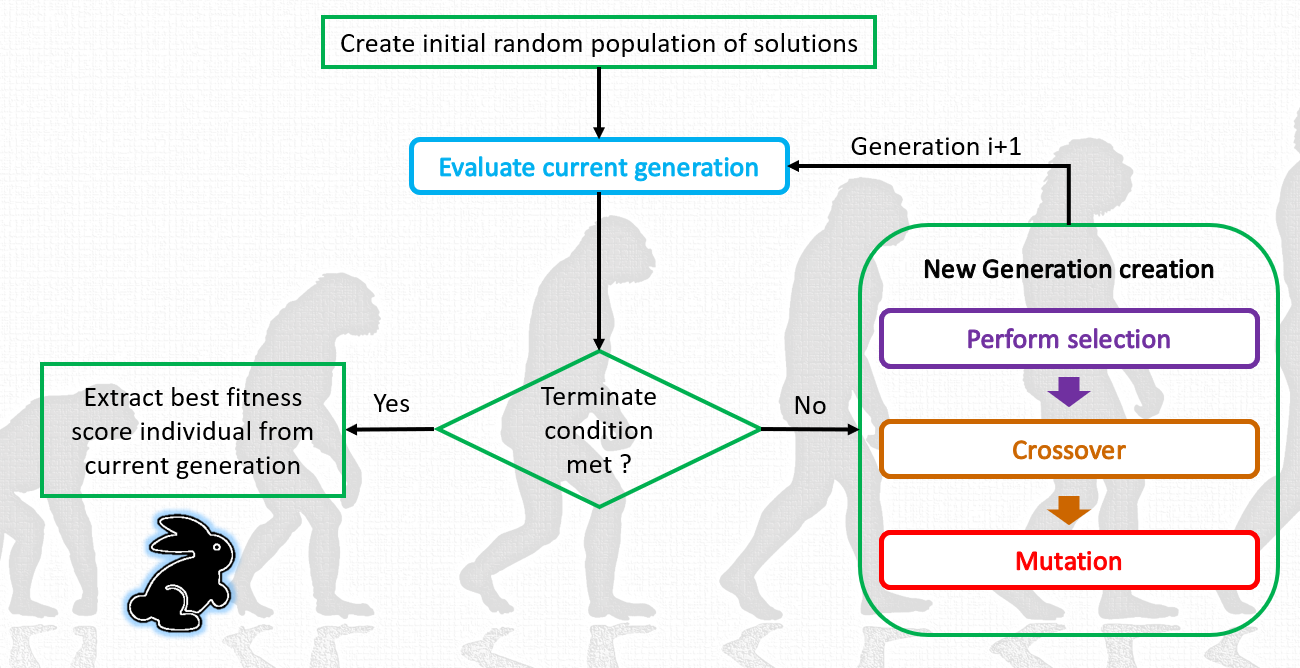 Create initial random population of solutions
Evaluate current generation
Generation i+1
New Generation creation
Perform selection
Crossover
Mutation
Terminate
condition
met ?
Yes
No
Extract best fitness
score individual from
current generation